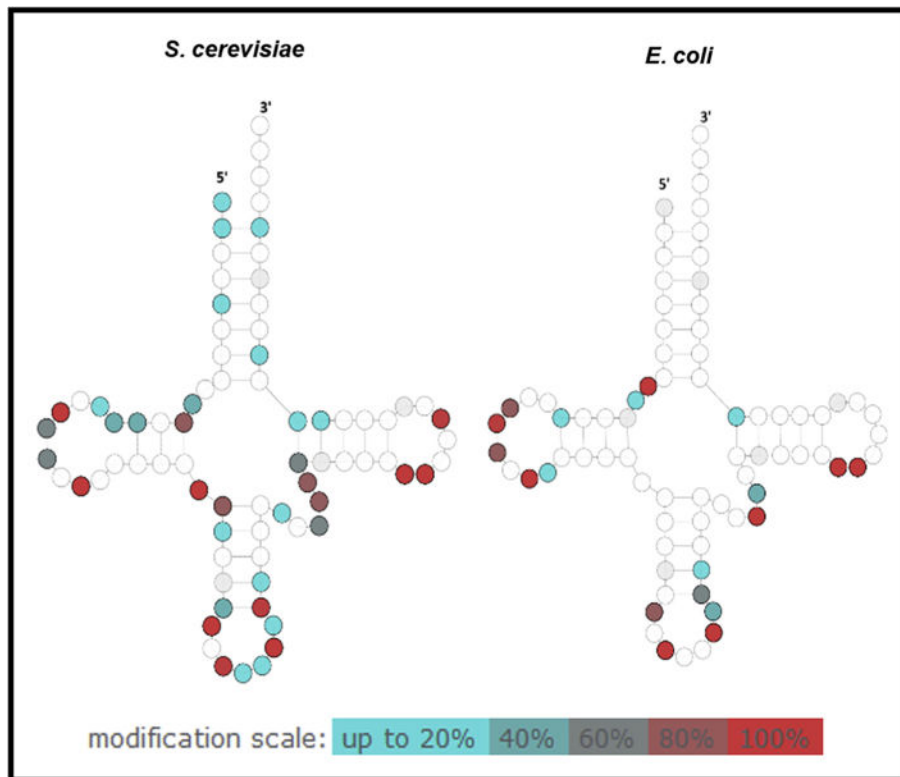 S. cerevisiae
E. coli
3'
3'
5'
5'
modification scale: up to 20% 40% 60% 80% 100%